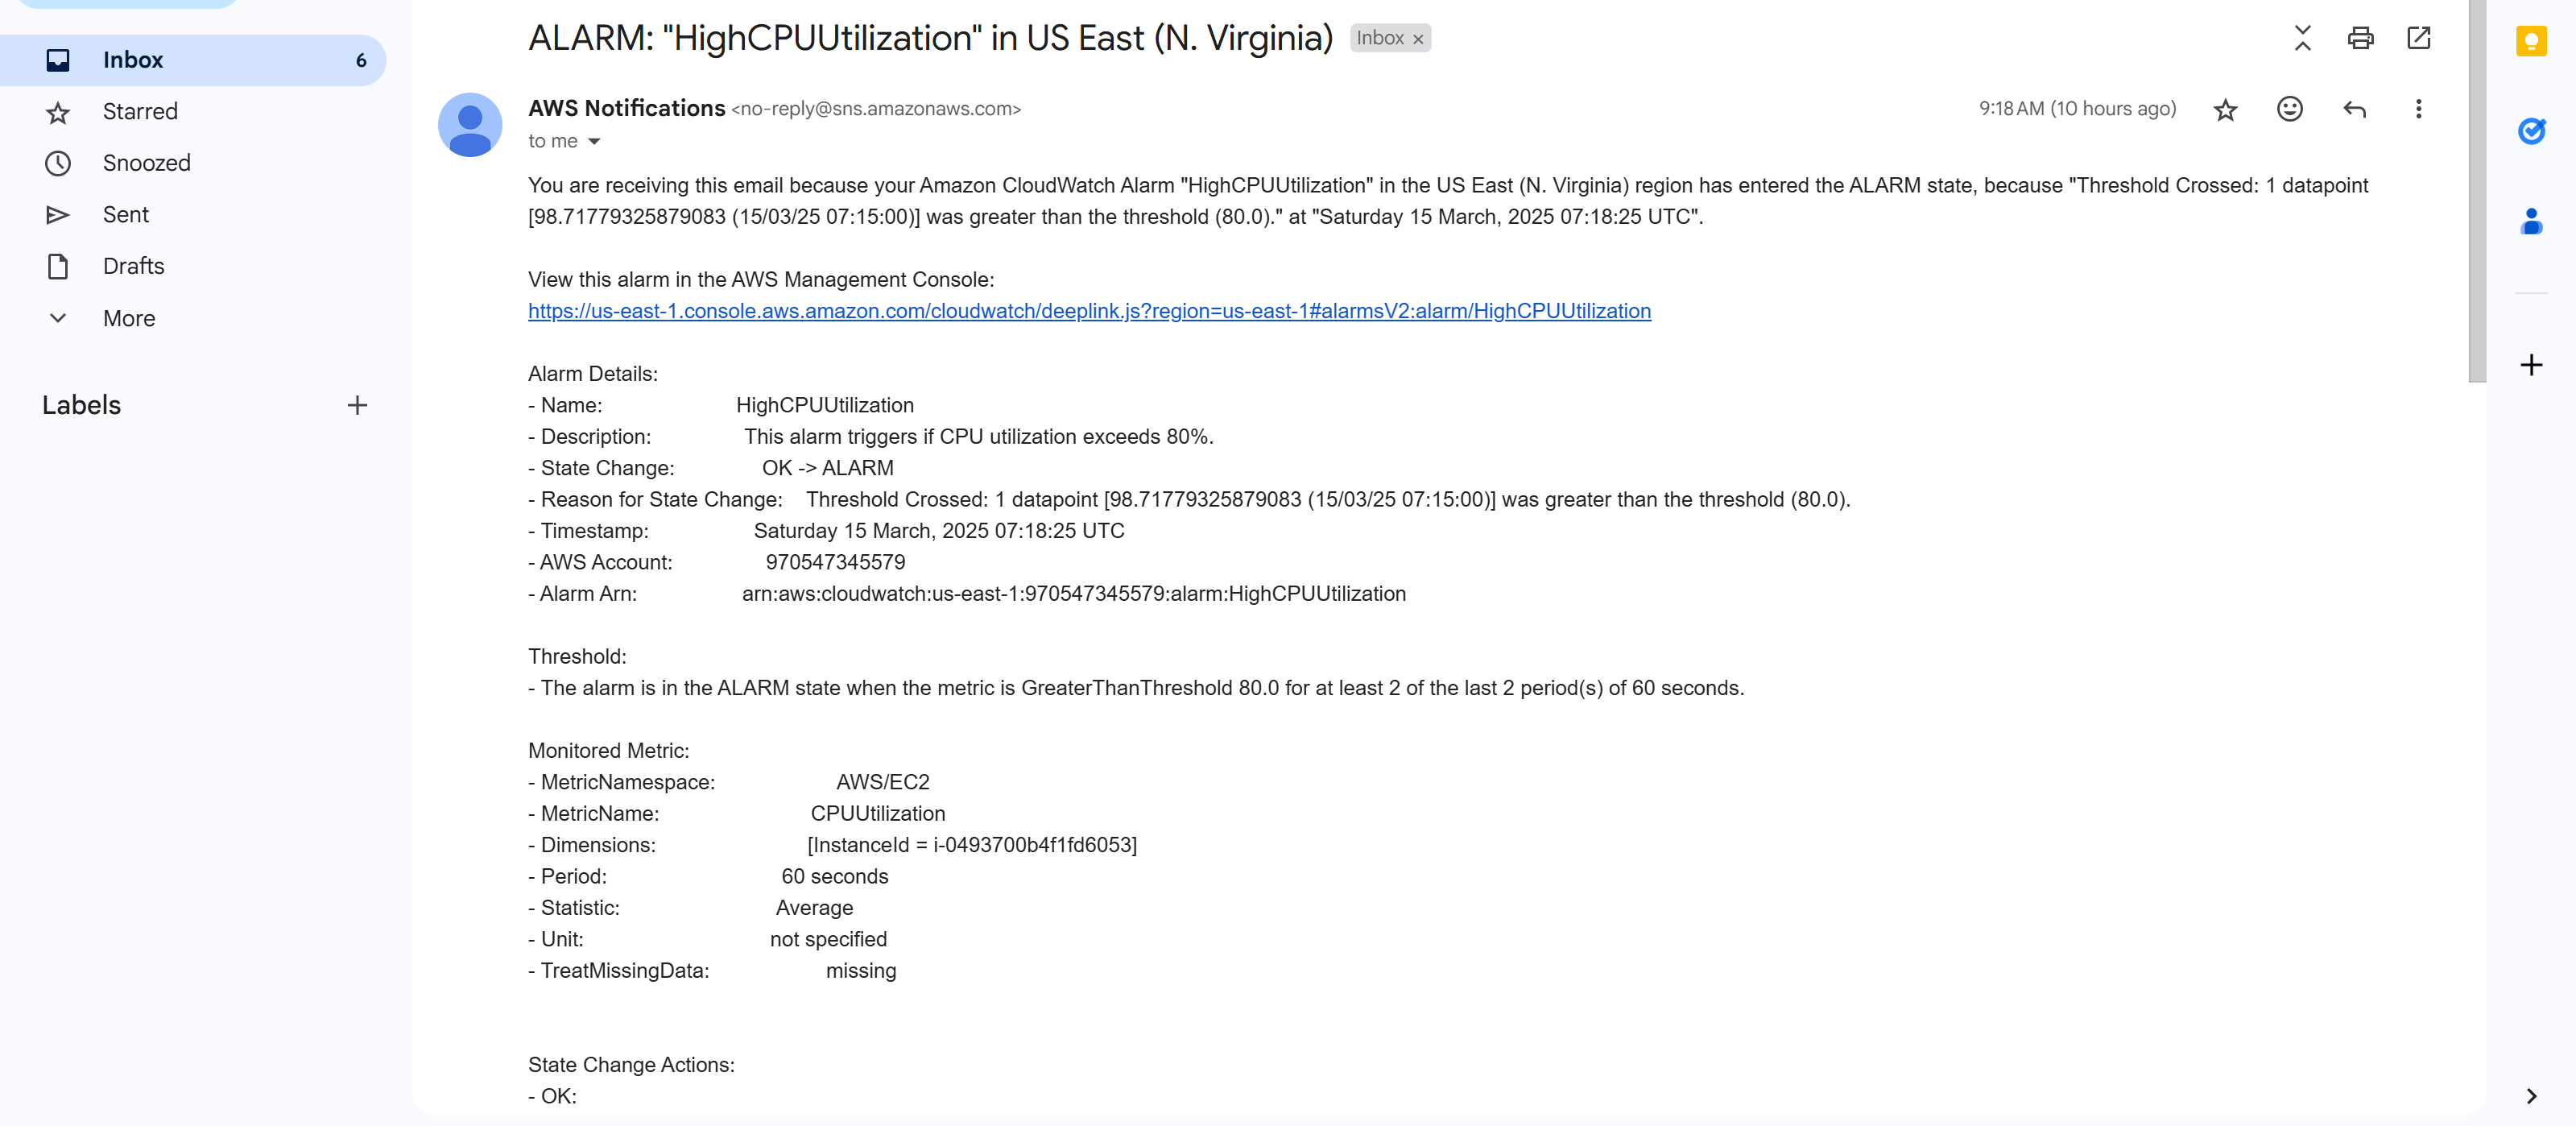 ALARM: "HighCPUUtilization" in US East (N. Virginia) Inbox ×
Inbox 6
Starred
Snoozed
Sent
Drafts
More
Labels
AWS Notifications <no-reply@sns.amazonaws.com> 9:18 AM (10 hours ago)
to me
You are receiving this email because your Amazon CloudWatch Alarm "HighCPUUtilization" in the US East (N. Virginia) region has entered the ALARM state, because "Threshold Crossed: 1 datapoint
[98.71779325879083 (15/03/25 07:15:00)] was greater than the threshold (80.0)." at "Saturday 15 March, 2025 07:18:25 UTC".
View this alarm in the AWS Management Console:
https://us-east-1.console.aws.amazon.com/cloudwatch/deeplink.js?region=us-east-1#alarmsV2:alarm/HighCPUUtilization
Alarm Details:
- Name: HighCPUUtilization
- Description: This alarm triggers if CPU utilization exceeds 80%.
- State Change: OK -> ALARM
- Reason for State Change: Threshold Crossed: 1 datapoint [98.71779325879083 (15/03/25 07:15:00)] was greater than the threshold (80.0).
- Timestamp: Saturday 15 March, 2025 07:18:25 UTC
- AWS Account: 970547345579
- Alarm Arn: arn:aws:cloudwatch:us-east-1:970547345579:alarm:HighCPUUtilization
Threshold:
- The alarm is in the ALARM state when the metric is GreaterThanThreshold 80.0 for at least 2 of the last 2 period(s) of 60 seconds.
Monitored Metric:
- MetricNamespace: AWS/EC2
- MetricName: CPUUtilization
- Dimensions: [InstanceId = i-0493700b4f1fd6053]
- Period: 60 seconds
- Statistic: Average
- Unit: not specified
- TreatMissingData: missing
State Change Actions:
- OK: